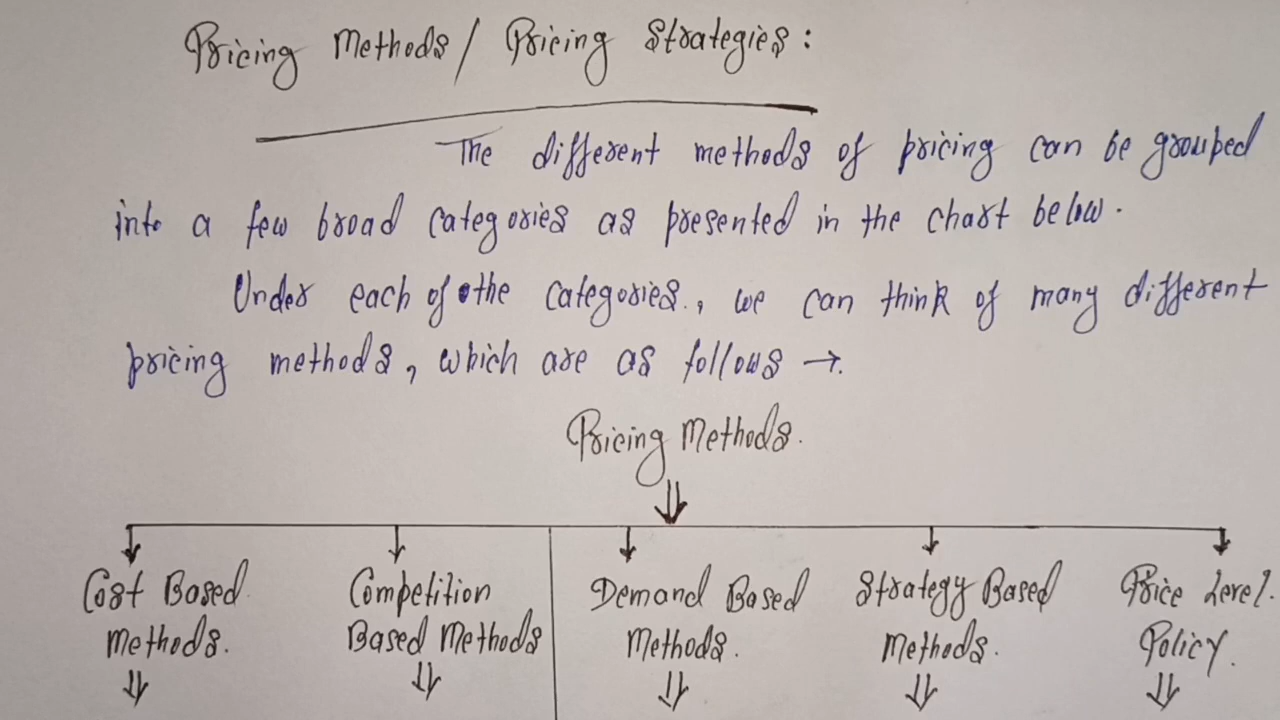 Pricing Methods / Pricing Strategies :
The different methods of pricing can be grouped
into a few broad categories as presented in the chart below.
Under each of the categories., we can think of many different
pricing methods, which are as follows →.
Pricing Methods.
Cost Based Methods.
Competition Based Methods
Demand Based Methods.
Strategy Based Methods.
Price Level. Policy.